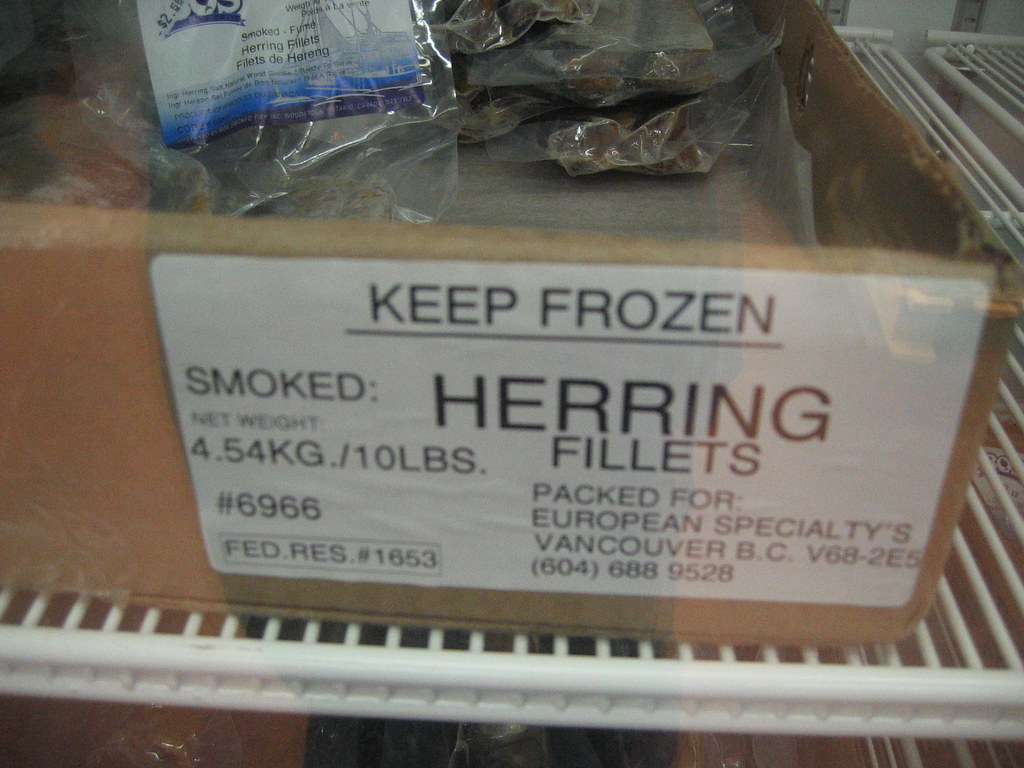 Smoked - Fumé
Herring Fillets
Filets de Hereng
KEEP FROZEN
SMOKED:
HERRING
FILLETS
NET WEIGHT:
4.54KG./10LBS.
#6966
FED.RES.#1653
PACKED FOR:
EUROPEAN SPECIALTY'S
VANCOUVER B.C. V68-2E5
(604) 688 9528